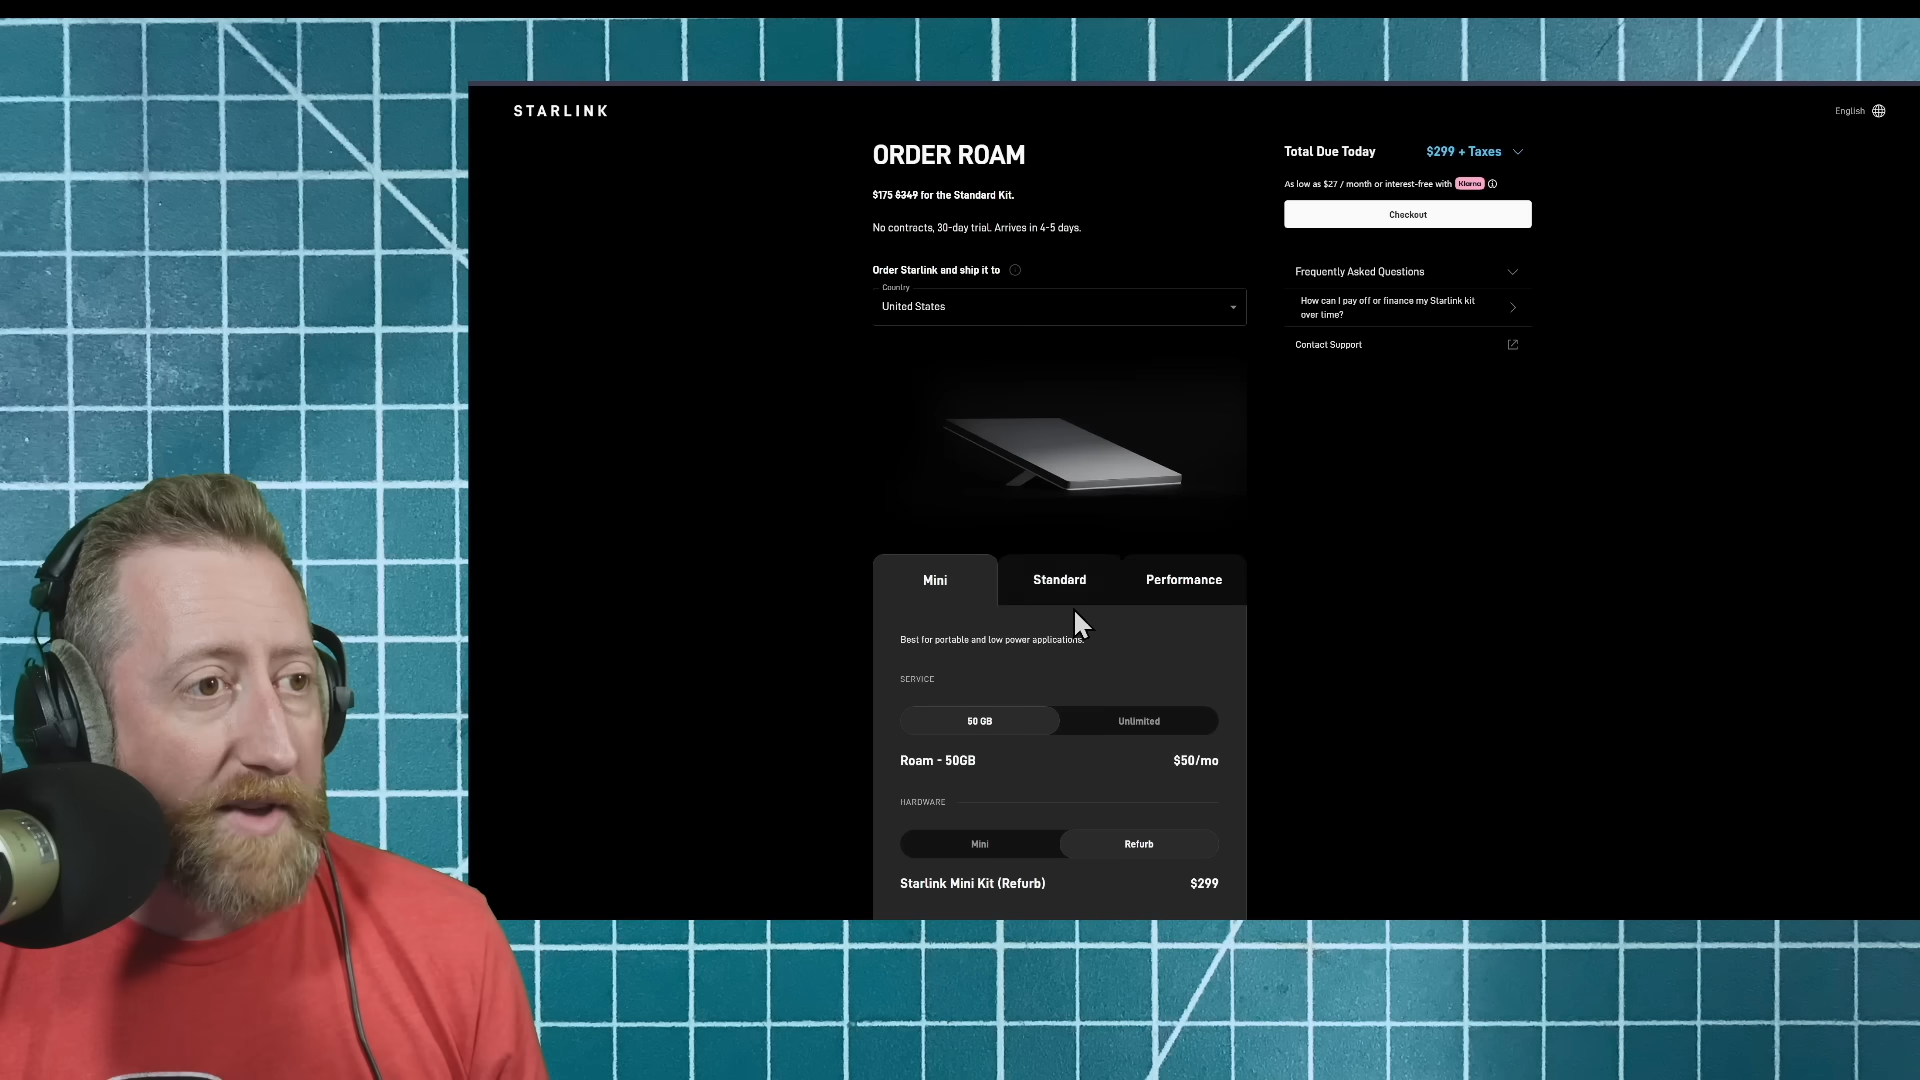 STARLINK
English
ORDER ROAM
$175 $349 for the Standard Kit.
No contracts, 30-day trial. Arrives in 4-5 days.
Order Starlink and ship it to
Country
United States
Total Due Today
$299 + Taxes
As low as $27 / month or interest-free with Klarna
Checkout
Frequently Asked Questions
How can I pay off or finance my Starlink kit
over time?
Contact Support
Mini
Standard
Performance
Best for portable and low power applications.
SERVICE
50 GB
Unlimited
Roam - 50GB
$50/mo
HARDWARE
Mini
Refurb
Starlink Mini Kit (Refurb)
$299